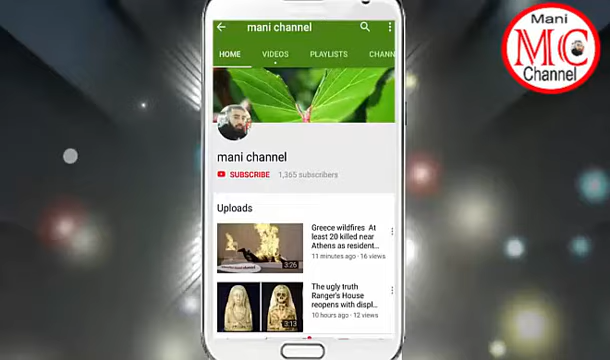 mani channel
HOME VIDEOS PLAYLISTS CHANN
mani channel
SUBSCRIBE 1,365 subscribers
Uploads
Greece wildfires At
least 20 killed near
Athens as resident...
11 minutes ago · 16 views
3:26
The ugly truth
Ranger's House
reopens with displ...
10 hours ago · 12 views
3:13
Mani
MC
Channel